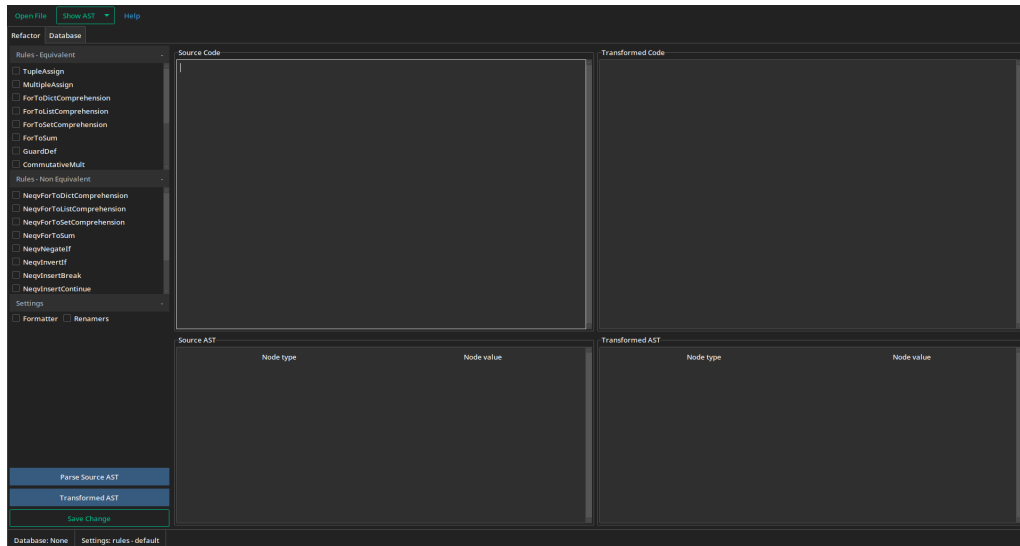 Open File Show AST Help
Refactor Database
Rules - Equivalent -
TupleAssign
MultipleAssign
ForToDictComprehension
ForToListComprehension
ForToSetComprehension
ForToSum
GuardDef
CommutativeMult
Rules - Non Equivalent -
NeqvForToDictComprehension
NeqvForToListComprehension
NeqvForToSetComprehension
NeqvForToSum
NeqvNegateIf
NeqvInvertIf
NeqvInsertBreak
NeqvInsertContinue
Settings -
Formatter Renamers
Parse Source AST
Transformed AST
Save Change
Source Code
Transformed Code
Source AST
Node type Node value
Transformed AST
Node type Node value
Database: None Settings: rules - default